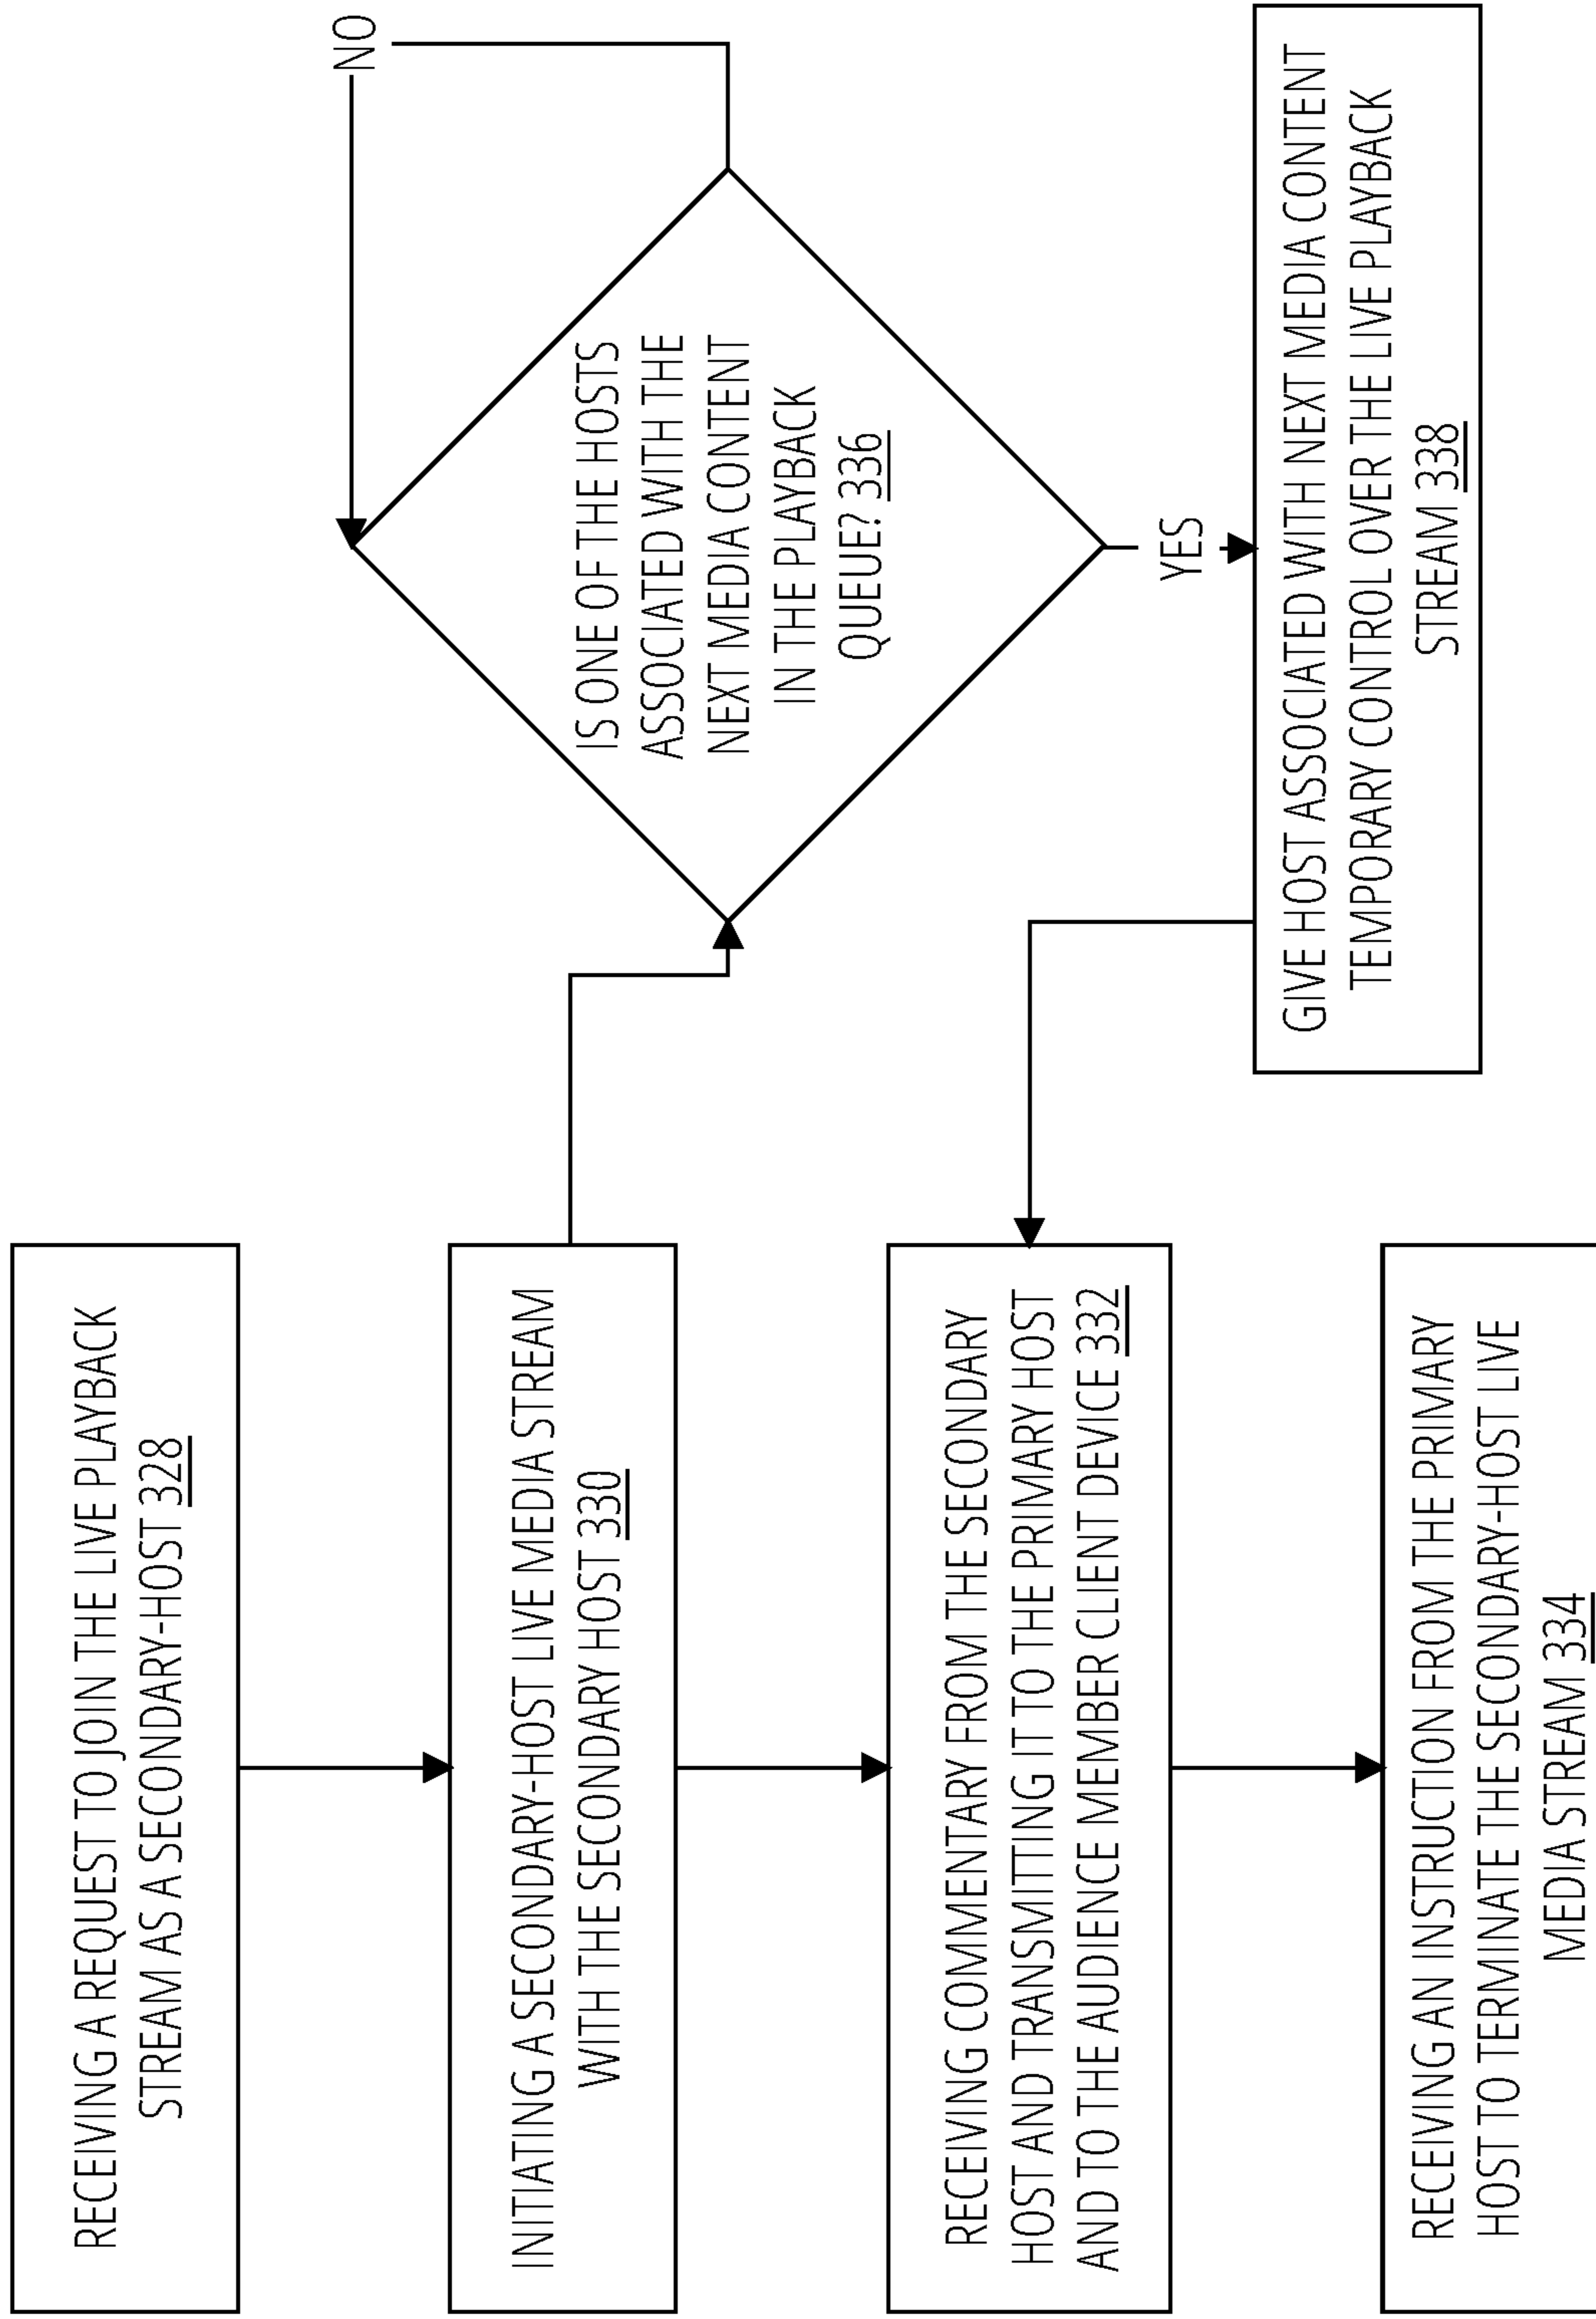 RECEIVING A REQUEST TO JOIN THE LIVE PLAYBACK
STREAM AS A SECONDARY-HOST 328
INITIATING A SECONDARY-HOST LIVE MEDIA STREAM
WITH THE SECONDARY HOST 330
RECEIVING COMMENTARY FROM THE SECONDARY
HOST AND TRANSMITTING IT TO THE PRIMARY HOST
AND TO THE AUDIENCE MEMBER CLIENT DEVICE 332
RECEIVING AN INSTRUCTION FROM THE PRIMARY
HOST TO TERMINATE THE SECONDARY-HOST LIVE
MEDIA STREAM 334
NO
IS ONE OF THE HOSTS
ASSOCIATED WITH THE
NEXT MEDIA CONTENT
IN THE PLAYBACK
QUEUE? 336
YES
GIVE HOST ASSOCIATED WITH NEXT MEDIA CONTENT
TEMPORARY CONTROL OVER THE LIVE PLAYBACK
STREAM 338